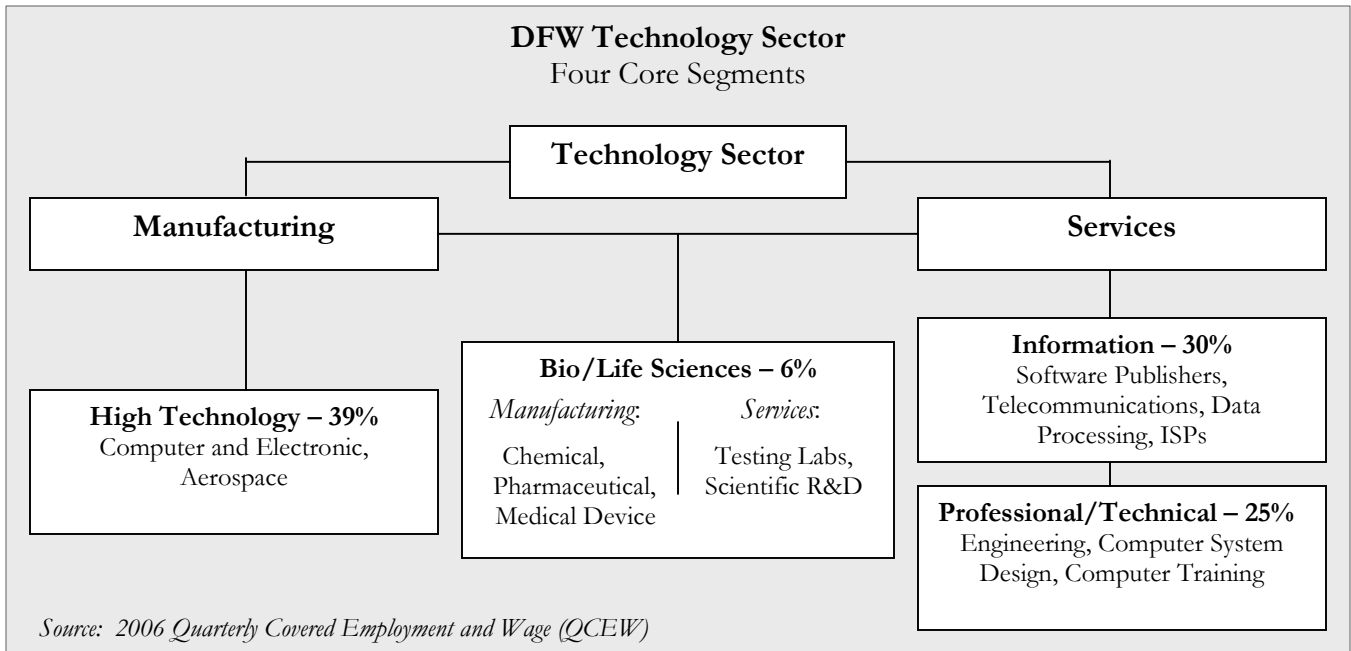 DFW Technology Sector
Four Core Segments
Technology Sector
Manufacturing
Services
High Technology – 39%
Computer and Electronic,
Aerospace
Bio/Life Sciences – 6%
Manufacturing:
Chemical,
Pharmaceutical,
Medical Device
Services:
Testing Labs,
Scientific R&D
Information – 30%
Software Publishers,
Telecommunications, Data
Processing, ISPs
Professional/Technical – 25%
Engineering, Computer System
Design, Computer Training
Source: 2006 Quarterly Covered Employment and Wage (QCEW)